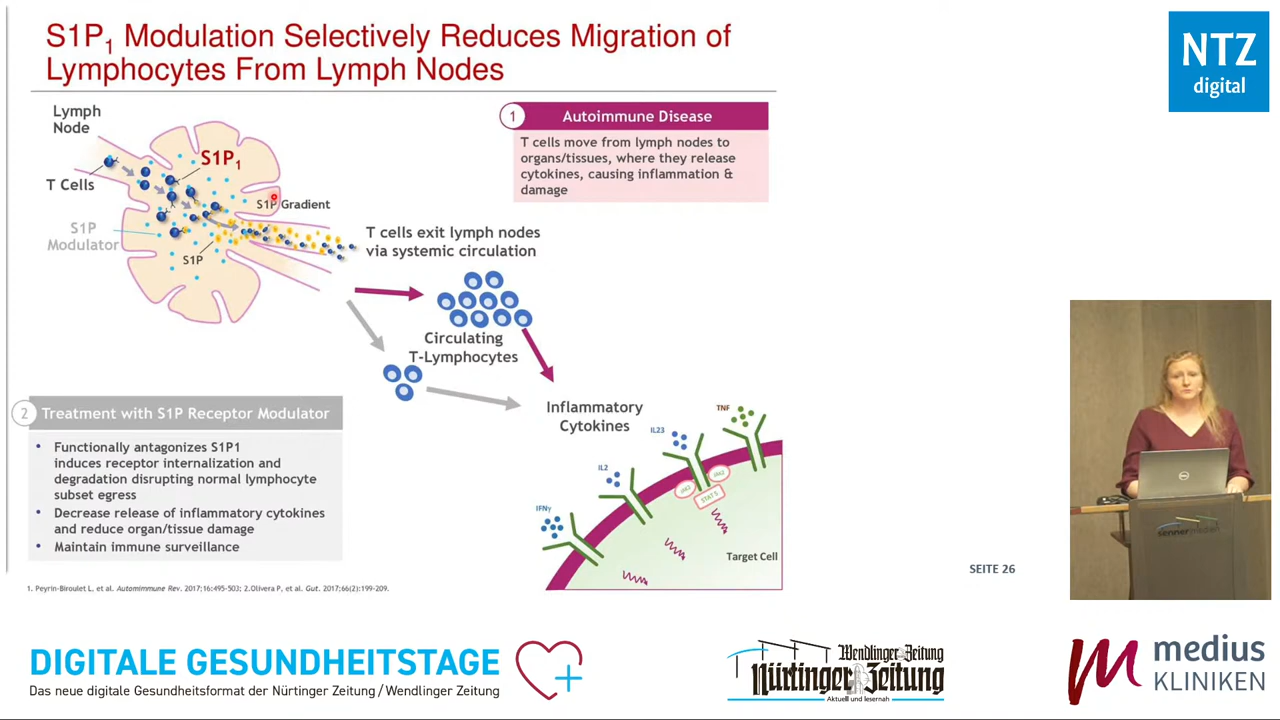 S1P1 Modulation Selectively Reduces Migration of
Lymphocytes From Lymph Nodes
NTZ
digital
Lymph
Node
S1P1
T Cells
S1P Gradient
S1P
Modulator
S1P
1
Autoimmune Disease
T cells move from lymph nodes to
organs/tissues, where they release
cytokines, causing inflammation &
damage
T cells exit lymph nodes
via systemic circulation
Circulating
T-Lymphocytes
Inflammatory
Cytokines
TNF
IL23
IL2
IFNγ
JAK2
STAT5
Target Cell
2
Treatment with S1P Receptor Modulator
• Functionally antagonizes S1P1
induces receptor internalization and
degradation disrupting normal lymphocyte
subset egress
• Decrease release of inflammatory cytokines
and reduce organ/tissue damage
• Maintain immune surveillance
1. Peyrin-Biroulet L, et al. Autoimmune Rev. 2017;16:495-503; 2.Olivera P, et al. Gut. 2017;66(2):199-209.
SEITE 26
DELL
sennermedien
DIGITALE GESUNDHEITSTAGE
Das neue digitale Gesundheitsformat der Nürtinger Zeitung / Wendlinger Zeitung
Wendlinger Zeitung
Nürtinger Zeitung
Aktuell und lesernah
medius
KLINIKEN